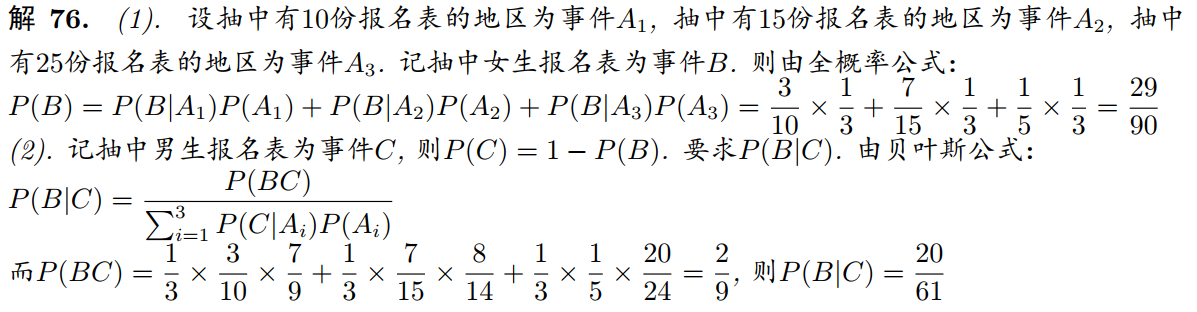 解 76. (1). 设抽中有10份报名表的地区为事件A₁, 抽中有15份报名表的地区为事件A₂, 抽中
有25份报名表的地区为事件A₃. 记抽中女生报名表为事件B. 则由全概率公式:
P(B) = P(B|A₁)P(A₁) + P(B|A₂)P(A₂) + P(B|A₃)P(A₃) = 3/10 × 1/3 + 7/15 × 1/3 + 1/5 × 1/3 = 29/90
(2). 记抽中男生报名表为事件C, 则P(C) = 1 − P(B). 要求P(B|C). 由贝叶斯公式:
P(B|C) = P(BC) / ∑³ᵢ₌₁ P(C|Aᵢ)P(Aᵢ)
而P(BC) = 1/3 × 3/10 × 7/9 + 1/3 × 7/15 × 8/14 + 1/3 × 1/5 × 20/24 = 2/9, 则P(B|C) = 20/61